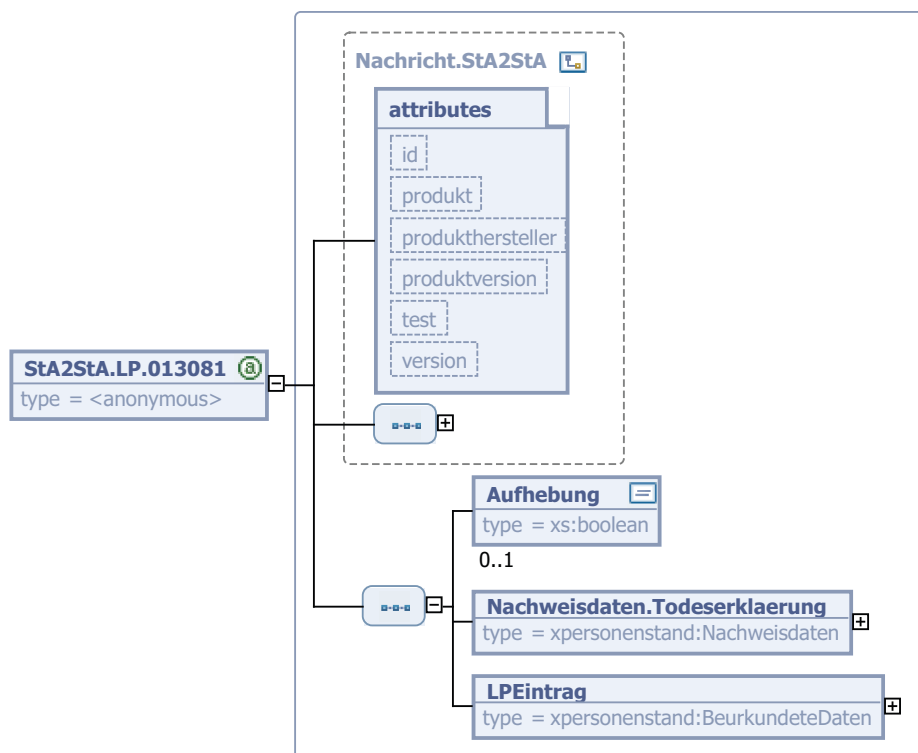 Nachricht.StA2StA
attributes
id
produkt
produkthersteller
produktversion
test
version
StA2StA.LP.013081 @
type = <anonymous>
Aufhebung
type = xs:boolean
0..1
Nachweisdaten.Todeserklaerung
type = xpersonenstand:Nachweisdaten
LPEintrag
type = xpersonenstand:BeurkundeteDaten